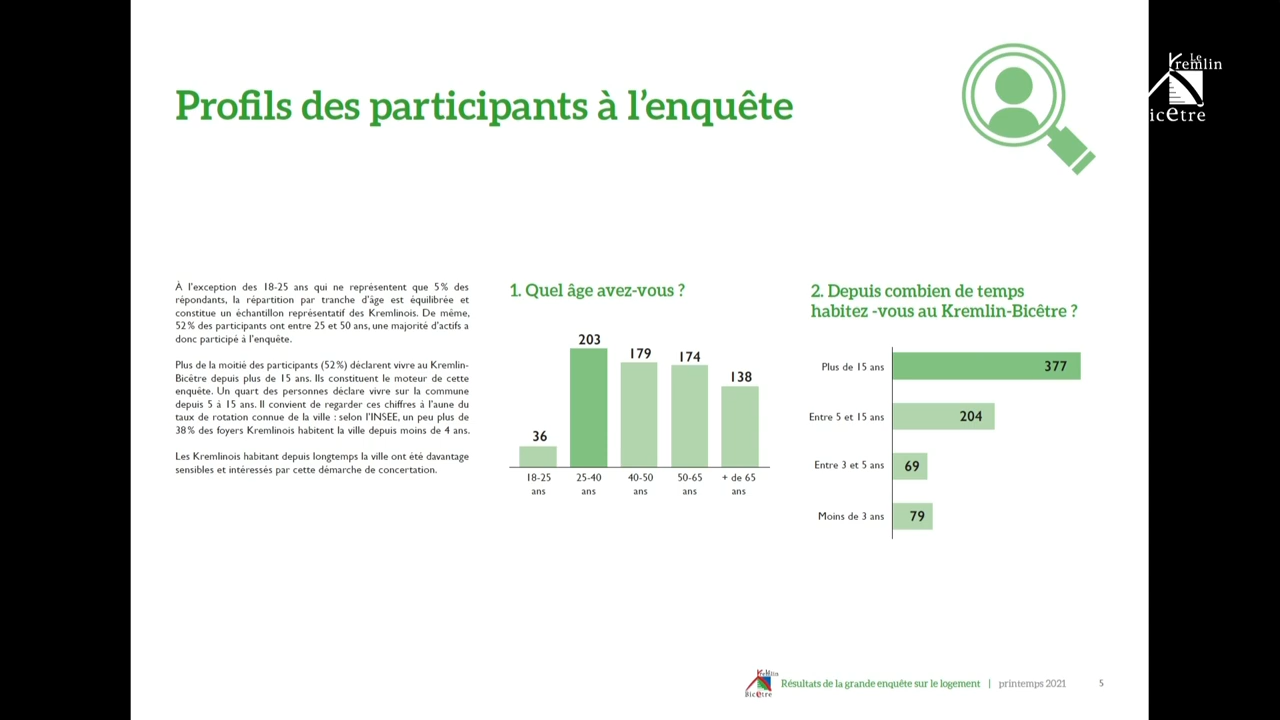 Profils des participants à l'enquête
Le
Kremlin
Bicetre
À l'exception des 18-25 ans qui ne représentent que 5 % des
répondants, la répartition par tranche d'âge est équilibrée et
constitue un échantillon représentatif des Kremlinois. De même,
52 % des participants ont entre 25 et 50 ans, une majorité d'actifs a
donc participé à l'enquête.
Plus de la moitié des participants (52 %) déclarent vivre au Kremlin-
Bicêtre depuis plus de 15 ans. Ils constituent le moteur de cette
enquête. Un quart des personnes déclare vivre sur la commune
depuis 5 à 15 ans. Il convient de regarder ces chiffres à l'aune du
taux de rotation connue de la ville : selon l'INSEE, un peu plus de
38 % des foyers Kremlinois habitent la ville depuis moins de 4 ans.
Les Kremlinois habitant depuis longtemps la ville ont été davantage
sensibles et intéressés par cette démarche de concertation.
1. Quel âge avez-vous ?
203
179
174
138
36
18-25 ans
25-40 ans
40-50 ans
50-65 ans
+ de 65 ans
2. Depuis combien de temps
habitez -vous au Kremlin-Bicêtre ?
Plus de 15 ans 377
Entre 5 et 15 ans 204
Entre 3 et 5 ans 69
Moins de 3 ans 79
Le Kremlin
Bicetre
Résultats de la grande enquête sur le logement | printemps 2021 5